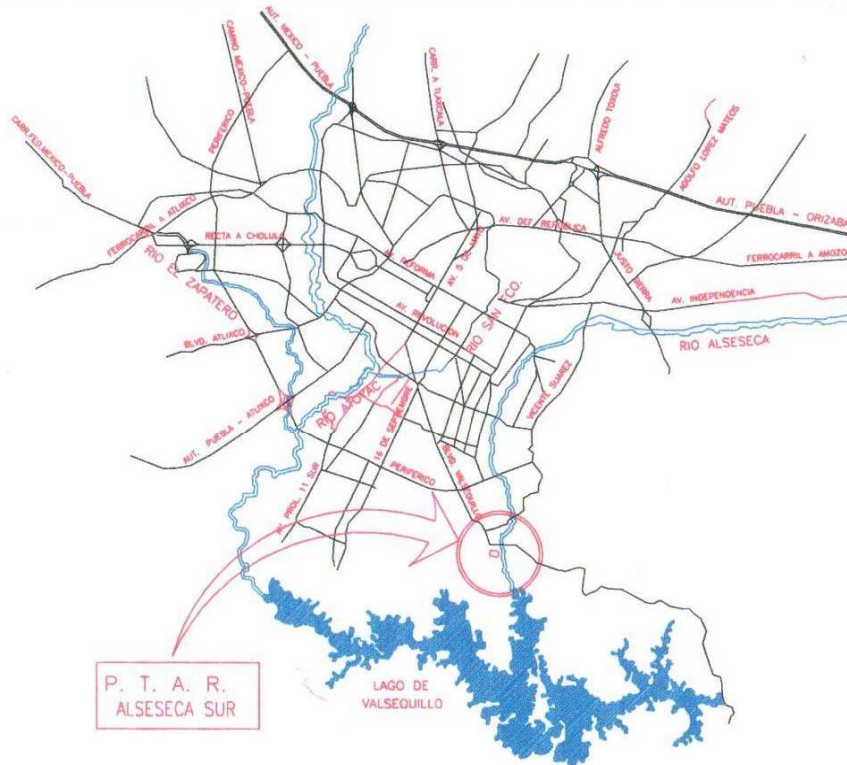 AUT. MEXICO - PUEBLA
CAMINO MEXICO-PUEBLA
PERIFERICO
CARR. A TLAXCALA
ALFREDO TOXQUI
ADOLFO LOPEZ MATEOS
CARR.FED.MEXICO-PUEBLA
AUT. PUEBLA - ORIZABA
FERROCARRIL A ATLIXCO
RECTA A CHOLULA
AV. DEF. REPUBLICA
AV. 5 DE MAYO
AV. REFORMA
JUSTO SIERRA
FERROCARRIL A AMOZO
RIO EL ZAPATERO
AV. INDEPENDENCIA
AV. REVOLUCION
RIO SAN FCO.
RIO ALSESECA
BLVD. ATLIXCO
VICENTE SUAREZ
RIO ATOYAC
AUT. PUEBLA - ATLIXCO
16 DE SEPTIEMBRE
PERIFERICO
BLVD. VALSEQUILLO
AV. PROL. 11 SUR
P. T. A. R.
ALSESECA SUR
LAGO DE
VALSEQUILLO